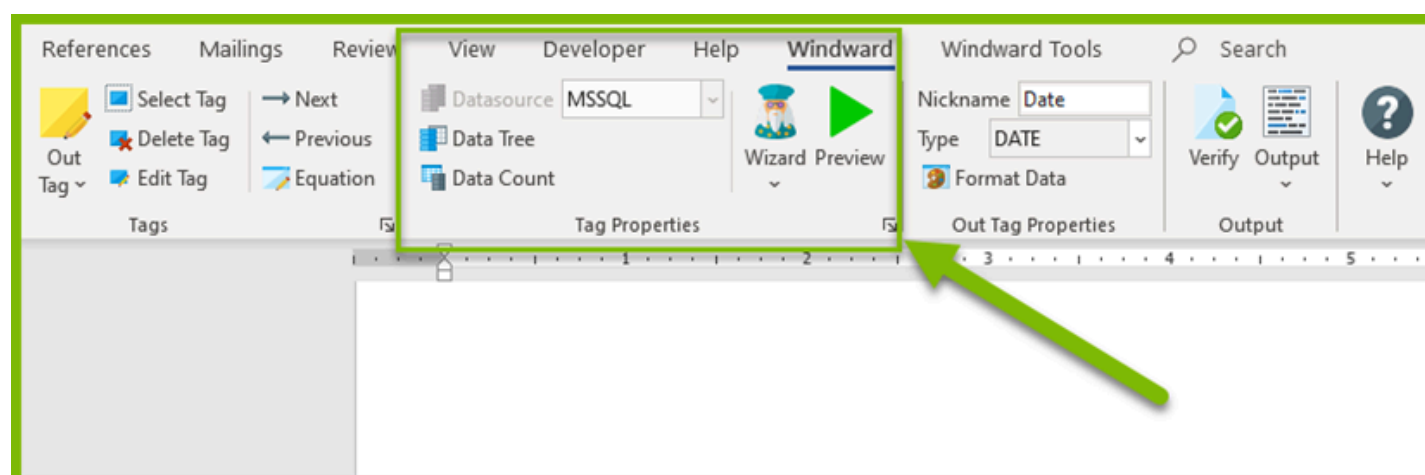 References Mailings Review View Developer Help Windward Windward Tools Search
Select Tag Next Datasource MSSQL Nickname Date
Delete Tag Previous Data Tree Type DATE
Out Tag Edit Tag Equation Data Count Wizard Preview Format Data Verify Output Help
Tags Tag Properties Out Tag Properties Output
1 2 3 4 5